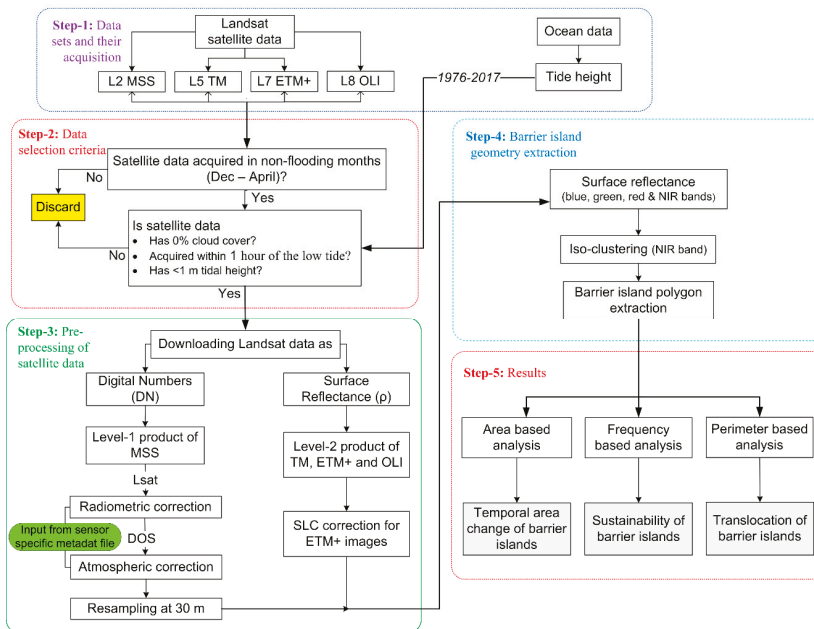 Step-1: Data
sets and their
acquisition
Landsat
satellite data
L2 MSS
L5 TM
L7 ETM+
L8 OLI
Ocean data
Tide height
1976-2017
Step-2: Data
selection criteria
Satellite data acquired in non-flooding months
(Dec – April)?
No
Yes
Discard
Is satellite data
• Has 0% cloud cover?
• Acquired within 1 hour of the low tide?
• Has <1 m tidal height?
No
Yes
Step-3: Pre-
processing of
satellite data
Downloading Landsat data as
Digital Numbers
(DN)
Level-1 product of
MSS
Lsat
Radiometric correction
Input from sensor
specific metadat file
DOS
Atmospheric correction
Resampling at 30 m
Surface
Reflectance (ρ)
Level-2 product of
TM, ETM+ and OLI
SLC correction for
ETM+ images
Step-4: Barrier island
geometry extraction
Surface reflectance
(blue, green, red & NIR bands)
Iso-clustering (NIR band)
Barrier island polygon
extraction
Step-5: Results
Area based
analysis
Frequency
based analysis
Perimeter based
analysis
Temporal area
change of barrier
islands
Sustainability of
barrier islands
Translocation of
barrier islands